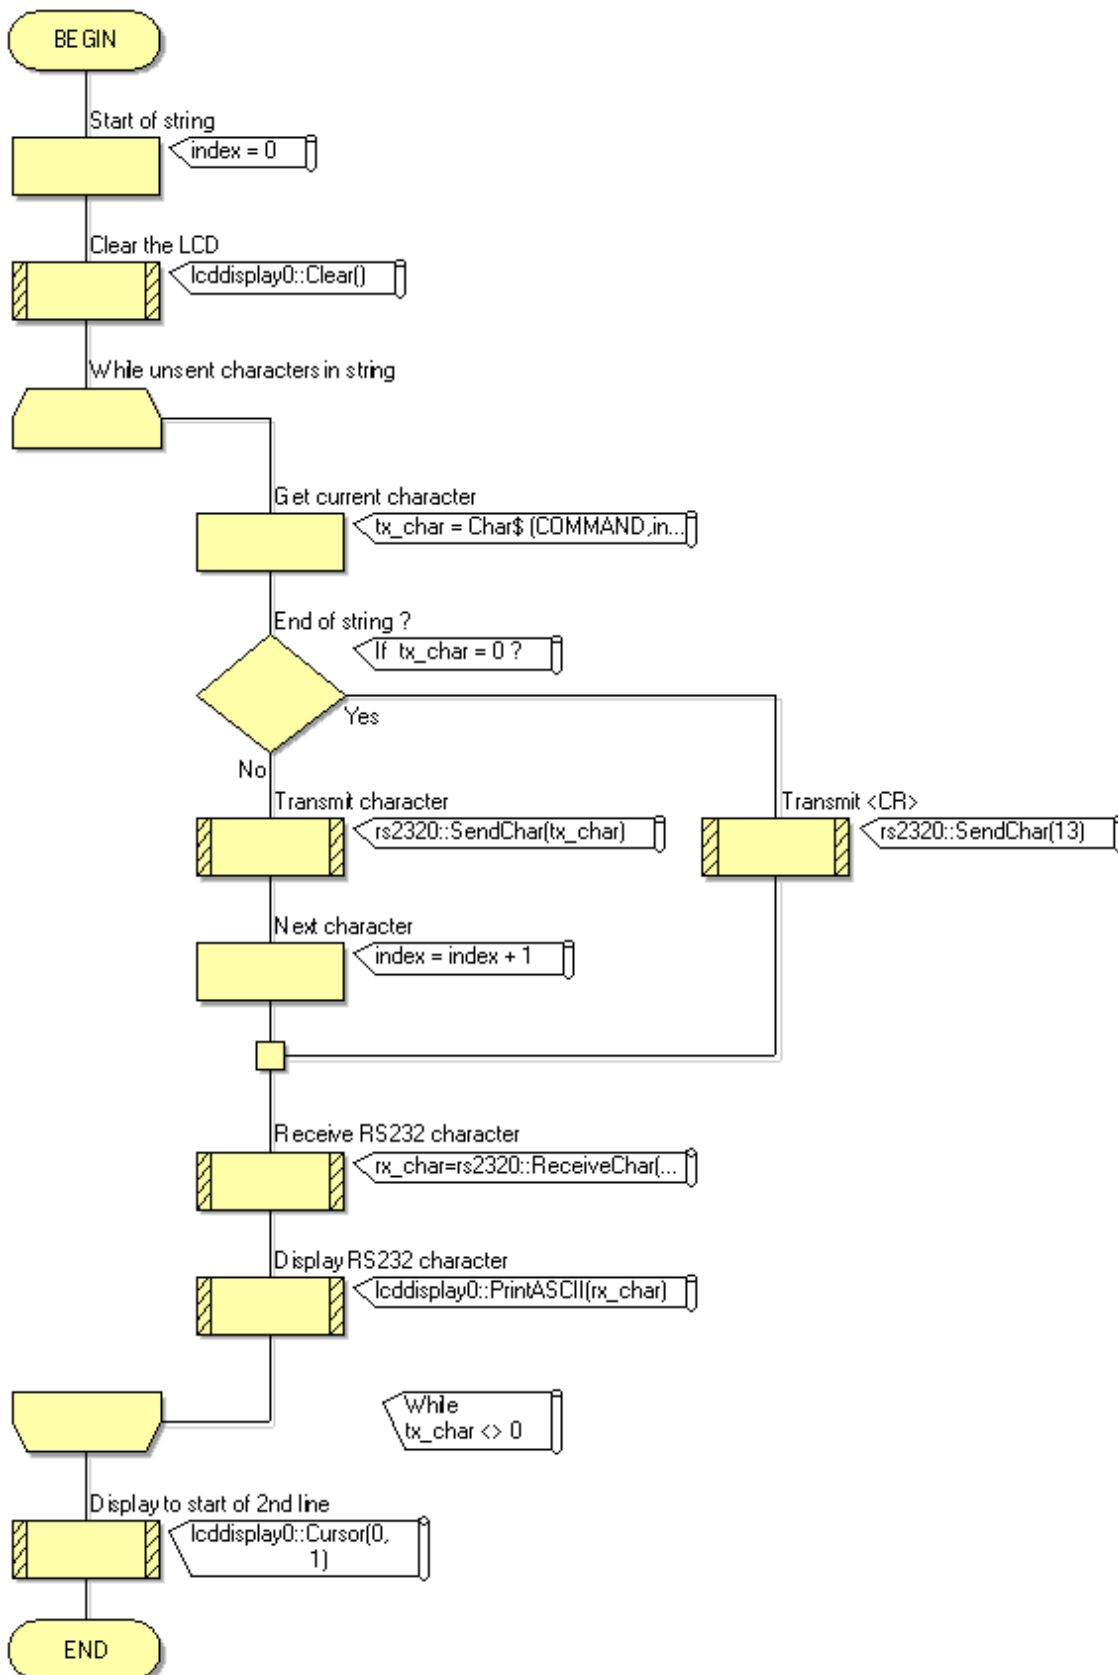 BEGIN
Start of string
index = 0
Clear the LCD
lcddisplay0::Clear()
While unsent characters in string
Get current character
tx_char = Char$ (COMMAND,in...
End of string ?
If  tx_char = 0 ?
Yes
No
Transmit character
rs2320::SendChar(tx_char)
Transmit <CR>
rs2320::SendChar(13)
Next character
index = index + 1
Receive RS232 character
rx_char=rs2320::ReceiveChar(...
Display RS232 character
lcddisplay0::PrintASCII(rx_char)
While
tx_char <> 0
Display to start of 2nd line
lcddisplay0::Cursor(0,
1)
END